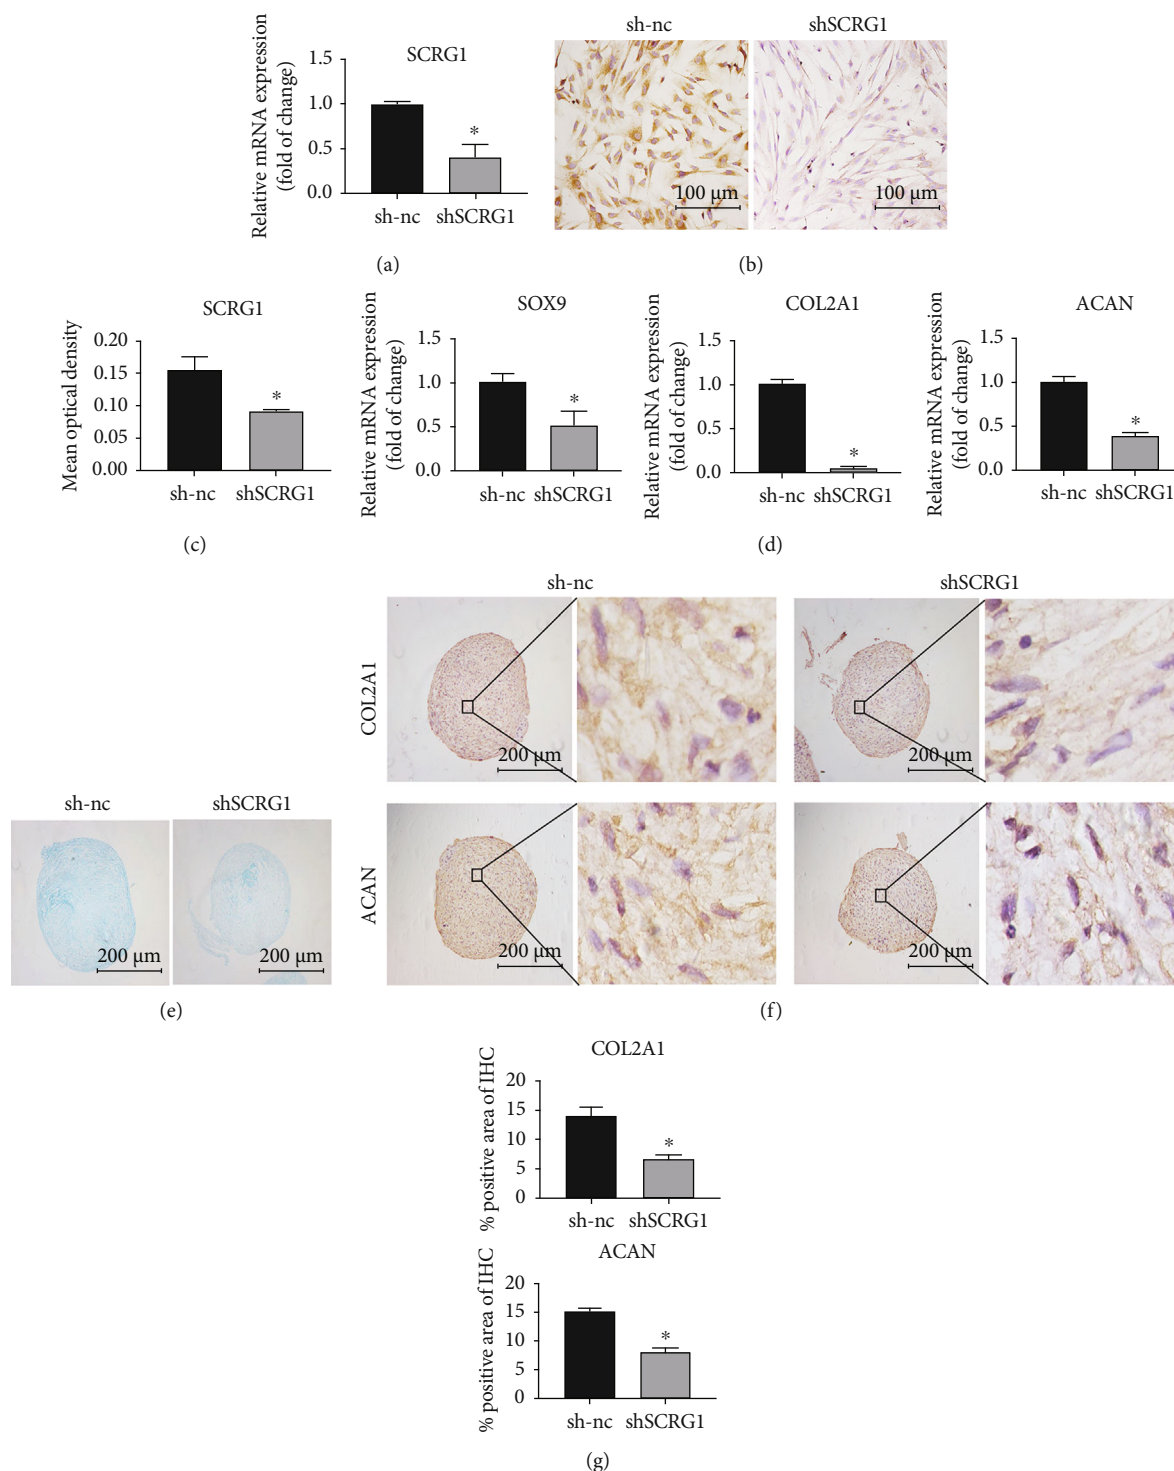 SCRG1
Relative mRNA expression
(fold of change)
1.5
1.0
0.5
0.0
*
sh-nc
shSCRG1
(a)
sh-nc
shSCRG1
100 μm
100 μm
(b)
SCRG1
Mean optical density
0.20
0.15
0.10
0.05
0.00
*
sh-nc
shSCRG1
(c)
SOX9
Relative mRNA expression
(fold of change)
1.5
1.0
0.5
0.0
*
sh-nc
shSCRG1
COL2A1
Relative mRNA expression
(fold of change)
1.5
1.0
0.5
0.0
*
sh-nc
shSCRG1
ACAN
Relative mRNA expression
(fold of change)
1.5
1.0
0.5
0.0
*
sh-nc
shSCRG1
(d)
sh-nc
shSCRG1
200 μm
200 μm
(e)
sh-nc
shSCRG1
COL2A1
200 μm
200 μm
ACAN
200 μm
200 μm
(f)
COL2A1
% positive area of IHC
20
15
10
5
0
*
sh-nc
shSCRG1
ACAN
% positive area of IHC
20
15
10
5
0
*
sh-nc
shSCRG1
(g)